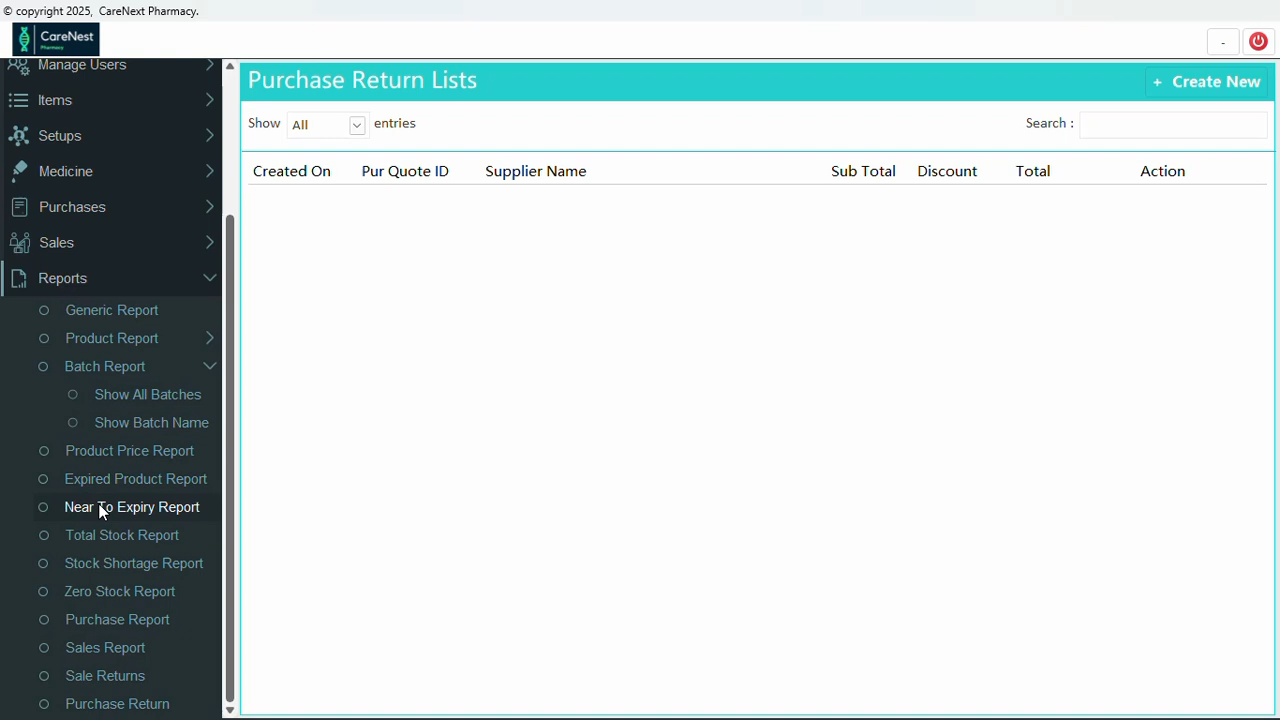 © copyright 2025, CareNext Pharmacy.
CareNest
Pharmacy
-
Manage Users
Items
Setups
Medicine
Purchases
Sales
Reports
Generic Report
Product Report
Batch Report
Show All Batches
Show Batch Name
Product Price Report
Expired Product Report
Near To Expiry Report
Total Stock Report
Stock Shortage Report
Zero Stock Report
Purchase Report
Sales Report
Sale Returns
Purchase Return
Purchase Return Lists
+ Create New
Show All entries
Search :
Created On Pur Quote ID Supplier Name Sub Total Discount Total Action